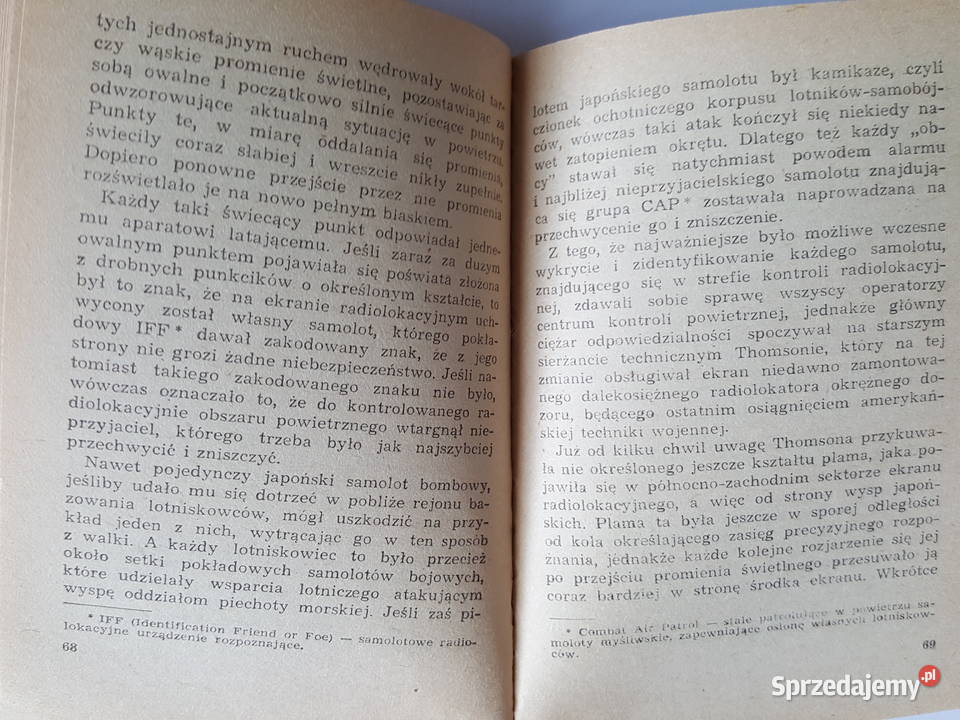 tych jednostajnym ruchem wędrowały wokół tar-
czy wąskie promienie świetlne, pozostawiając za
sobą owalne i początkowo silnie świecące punkty
odwzorowujące aktualną sytuację w powietrzu.
Punkty te, w miarę oddalania się promienia,
świeciły coraz słabiej i wreszcie nikły zupełnie.
Dopiero ponowne przejście przez nie promienia
rozświetlało je na nowo pełnym blaskiem.
Każdy taki świecący punkt odpowiadał jedne-
mu aparatowi latającemu. Jeśli zaraz za dużym
owalnym punktem pojawiała się poświata złożona
z drobnych punkcików o określonym kształcie, to
był to znak, że na ekranie radiolokacyjnym uch-
wycony został własny samolot, którego pokła-
dowy IFF * dawał zakodowany znak, że z jego
strony nie grozi żadne niebezpieczeństwo. Jeśli na-
tomiast takiego zakodowanego znaku nie było,
wówczas oznaczało to, że do kontrolowanego ra-
diolokacyjnie obszaru powietrznego wtargnął nie-
przyjaciel, którego trzeba było jak najszybciej
przechwycić i zniszczyć.
Nawet pojedynczy japoński samolot bombowy,
jeśliby udało mu się dotrzeć w pobliże rejonu ba-
zowania lotniskowców, mógł uszkodzić na przy-
kład jeden z nich, wytrącając go w ten sposób
z walki. A każdy lotniskowiec to było przecież
około setki pokładowych samolotów bojowych,
które udzielały wsparcia lotniczego atakującym
wyspę oddziałom piechoty morskiej. Jeśli zaś pi-
* IFF (Identification Friend or Foe) — samolotowe radio-
lokacyjne urządzenie rozpoznające.
68
lotem japońskiego samolotu był kamikaze, czyli
członek ochotniczego korpusu lotników-samobój-
ców, wówczas taki atak kończył się niekiedy na-
wet zatopieniem okrętu. Dlatego też każdy „ob-
cy” stawał się natychmiast powodem alarmu
i najbliżej nieprzyjacielskiego samolotu znajdują-
ca się grupa CAP * zostawała naprowadzana na
przechwycenie go i zniszczenie.
Z tego, że najważniejsze było możliwe wczesne
wykrycie i zidentyfikowanie każdego samolotu,
znajdującego się w strefie kontroli radiolokacyj-
nej, zdawali sobie sprawę wszyscy operatorzy
centrum kontroli powietrznej, jednakże główny
ciężar odpowiedzialności spoczywał na starszym
sierżancie technicznym Thomsonie, który na tej
zmianie obsługiwał ekran niedawno zamontowa-
nego dalekosiężnego radiolokatora okrężnego do-
zoru, będącego ostatnim osiągnięciem amerykań-
skiej techniki wojennej.
Już od kilku chwil uwagę Thomsona przykuwa-
ła nie określonego jeszcze kształtu plama, jaka po-
jawiła się w północno-zachodnim sektorze ekranu
radiolokacyjnego, a więc od strony wysp japoń-
skich. Plama ta była jeszcze w sporej odległości
od koła określającego zasięg precyzyjnego rozpo-
znania, jednakże każde kolejne rozjarzenie się jej
po przejściu promienia świetlnego przesuwało ją
coraz bardziej w stronę środka ekranu. Wkrótce
* Combat Air Patrol — stale patrolujące w powietrzu sa-
moloty myśliwskie, zapewniające osłonę własnych lotniskow-
ców.
69
Sprzedajemy.pl